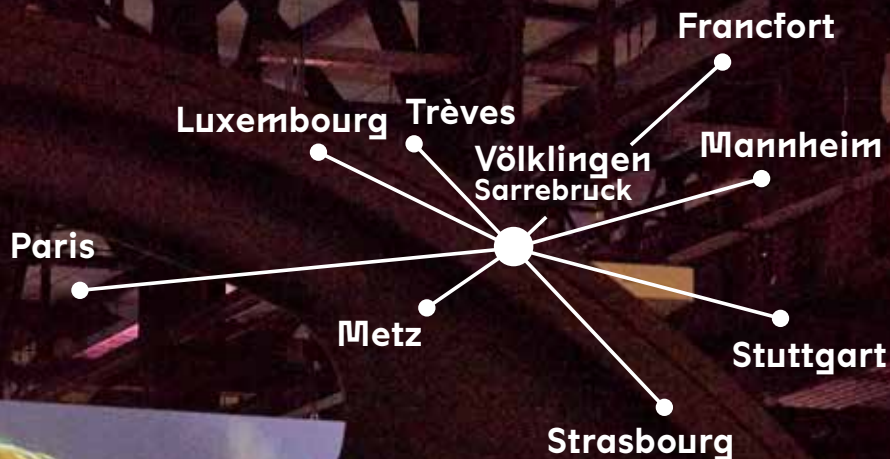 Francfort
Luxembourg
Trèves
Völklingen
Sarrebruck
Mannheim
Paris
Metz
Stuttgart
Strasbourg